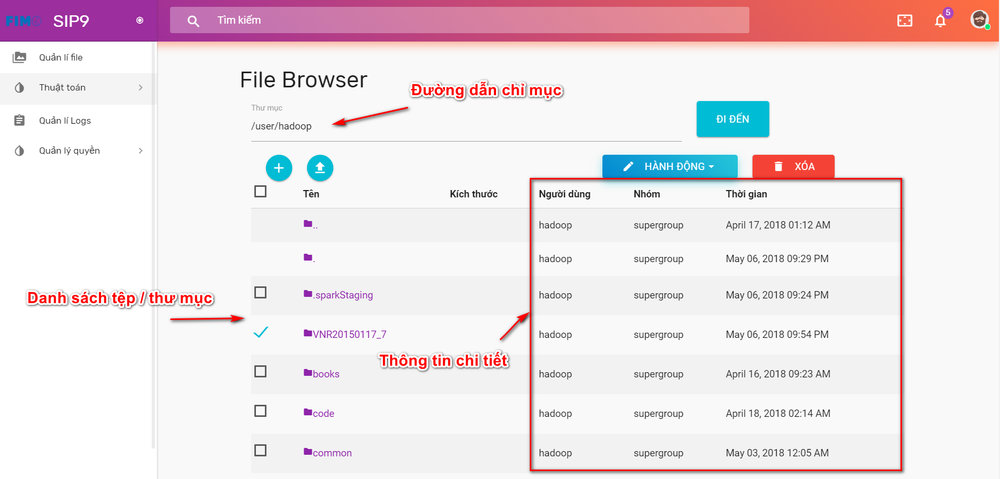 FIMO SIP9
Tìm kiếm
5
Quản lí file
Thuật toán
Quản lí Logs
Quản lý quyền
File Browser
Đường dẫn chỉ mục
Thư mục
/user/hadoop
ĐI ĐẾN
HÀNH ĐỘNG
XÓA
Tên Kích thước Người dùng Nhóm Thời gian
.. hadoop supergroup April 17, 2018 01:12 AM
. hadoop supergroup May 06, 2018 09:29 PM
.sparkStaging hadoop supergroup May 06, 2018 09:24 PM
Danh sách tệp / thư mục
VNR20150117_7 hadoop supergroup May 06, 2018 09:54 PM
Thông tin chi tiết
books hadoop supergroup April 16, 2018 09:23 AM
code hadoop supergroup April 18, 2018 02:14 AM
common hadoop supergroup May 03, 2018 12:05 AM